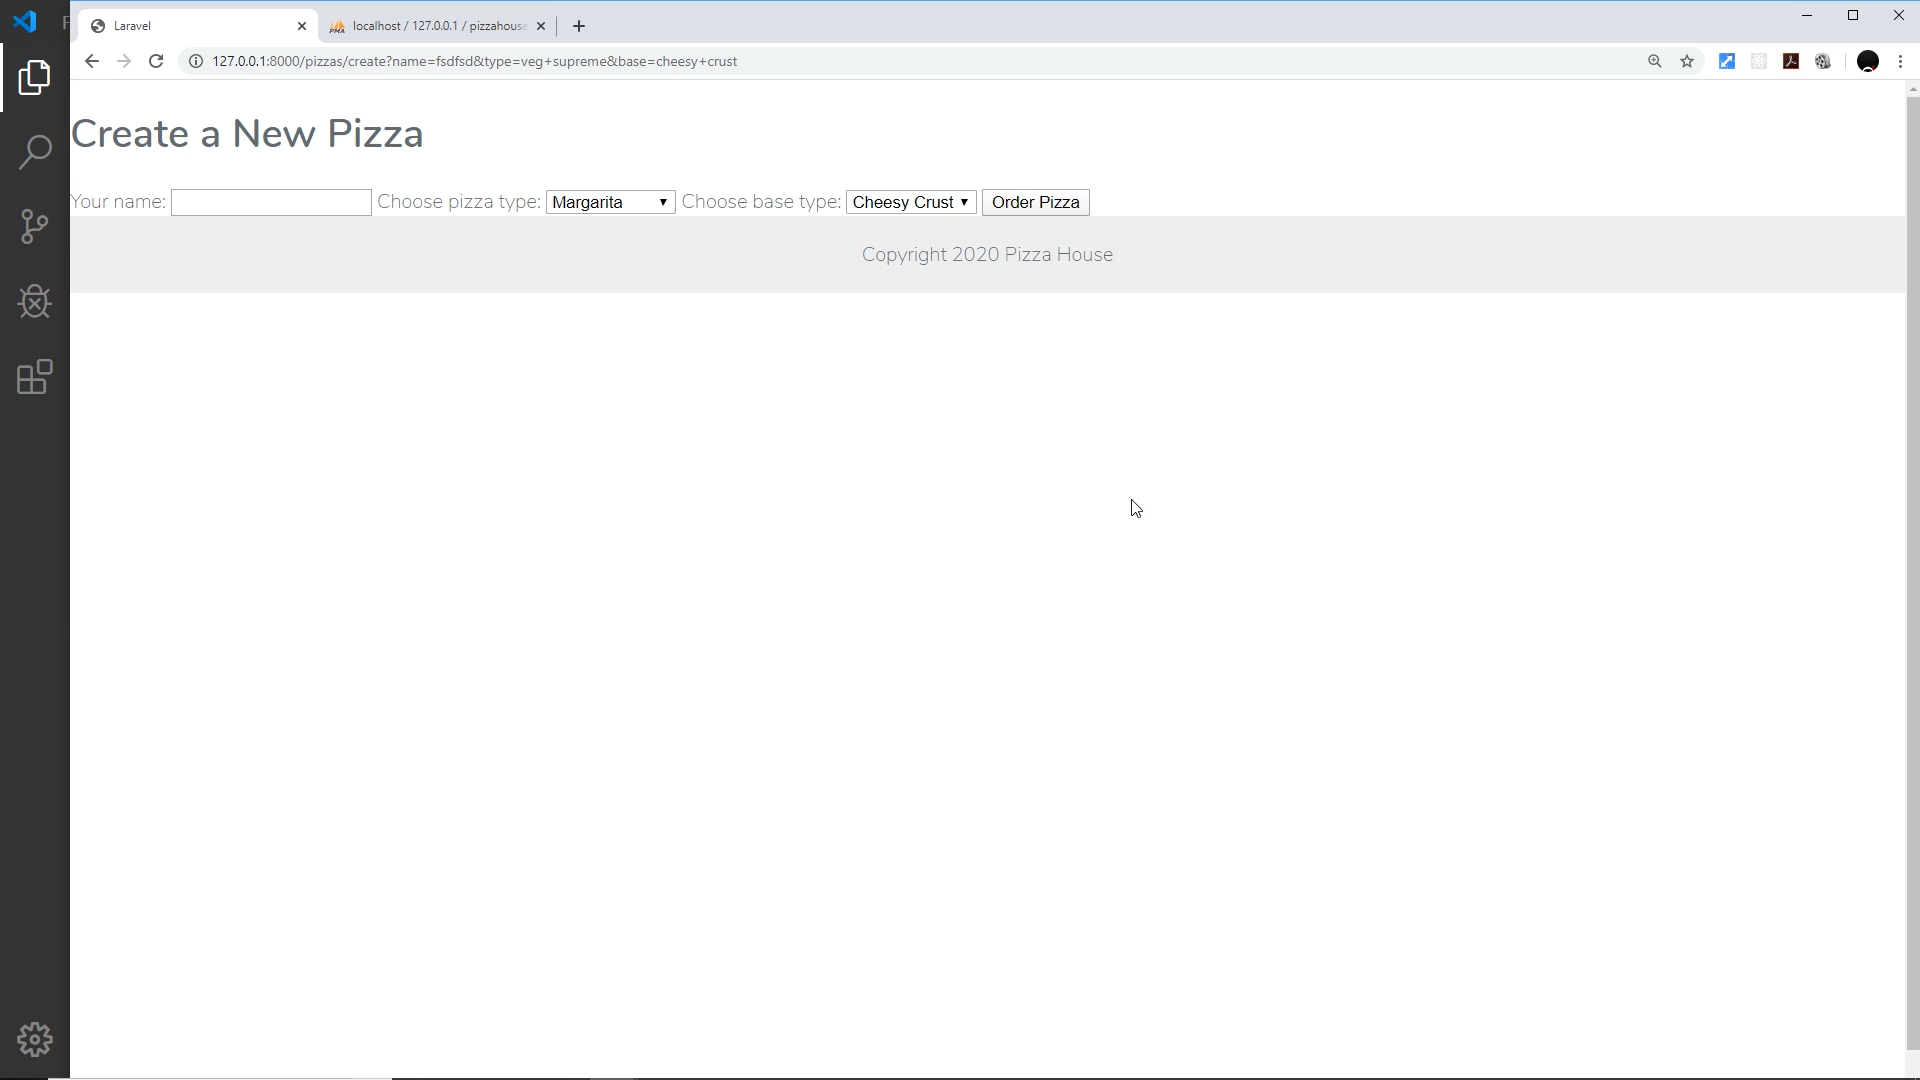 F
Laravel
localhost / 127.0.0.1 / pizzahouse
127.0.0.1:8000/pizzas/create?name=fsdfsd&type=veg+supreme&base=cheesy+crust
Create a New Pizza
Your name: Choose pizza type: Margarita Choose base type: Cheesy Crust Order Pizza
Copyright 2020 Pizza House